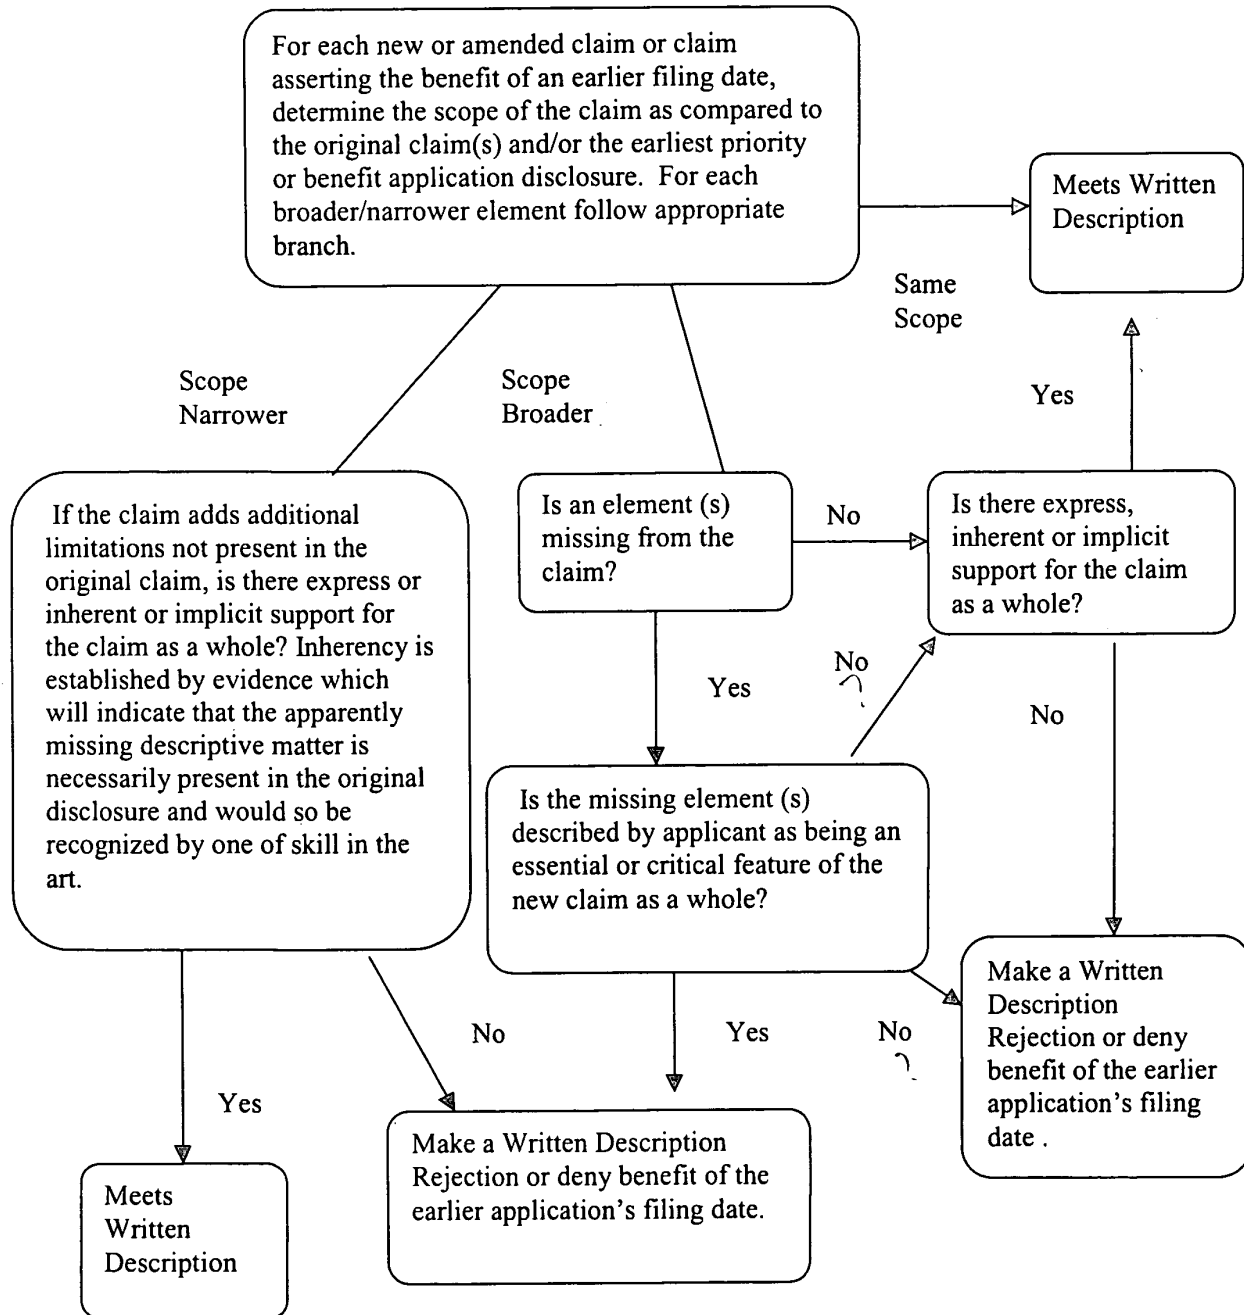 For each new or amended claim or claim
asserting the benefit of an earlier filing date,
determine the scope of the claim as compared to
the original claim(s) and/or the earliest priority
or benefit application disclosure. For each
broader/narrower element follow appropriate
branch.
Meets Written
Description
Same
Scope
Scope
Narrower
Scope
Broader
Yes
If the claim adds additional
limitations not present in the
original claim, is there express or
inherent or implicit support for
the claim as a whole? Inherency is
established by evidence which
will indicate that the apparently
missing descriptive matter is
necessarily present in the original
disclosure and would so be
recognized by one of skill in the
art.
Is an element (s)
missing from the
claim?
No
Is there express,
inherent or implicit
support for the claim
as a whole?
Yes
No
No
Is the missing element (s)
described by applicant as being an
essential or critical feature of the
new claim as a whole?
No
Yes
No
Make a Written
Description
Rejection or deny
benefit of the earlier
application's filing
date .
Yes
Make a Written Description
Rejection or deny benefit of the
earlier application's filing date.
Meets
Written
Description